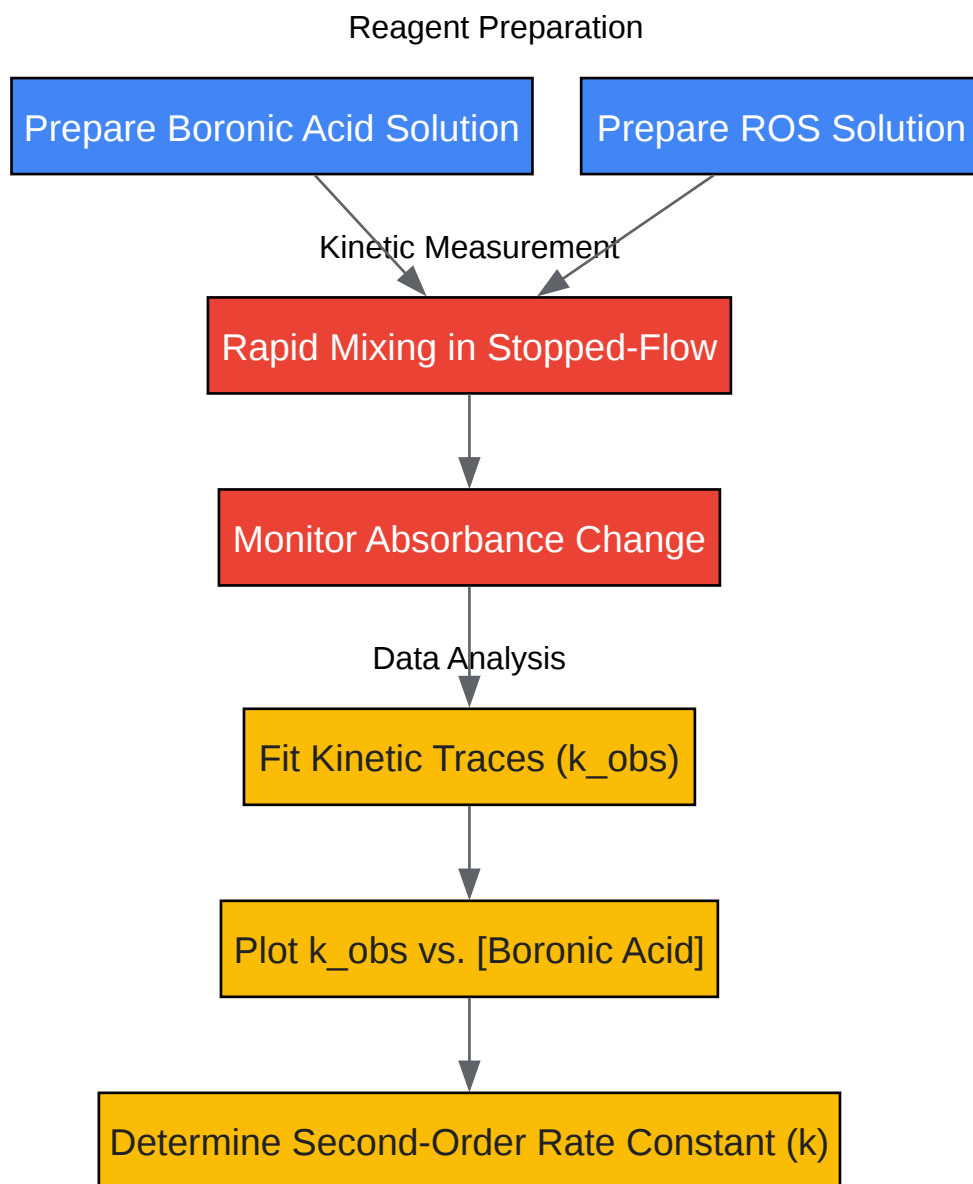 Reagent Preparation
Prepare Boronic Acid Solution
Prepare ROS Solution
Kinetic Measurement
Rapid Mixing in Stopped-Flow
Monitor Absorbance Change
Data Analysis
Fit Kinetic Traces (k_obs)
Plot k_obs vs. [Boronic Acid]
Determine Second-Order Rate Constant (k)